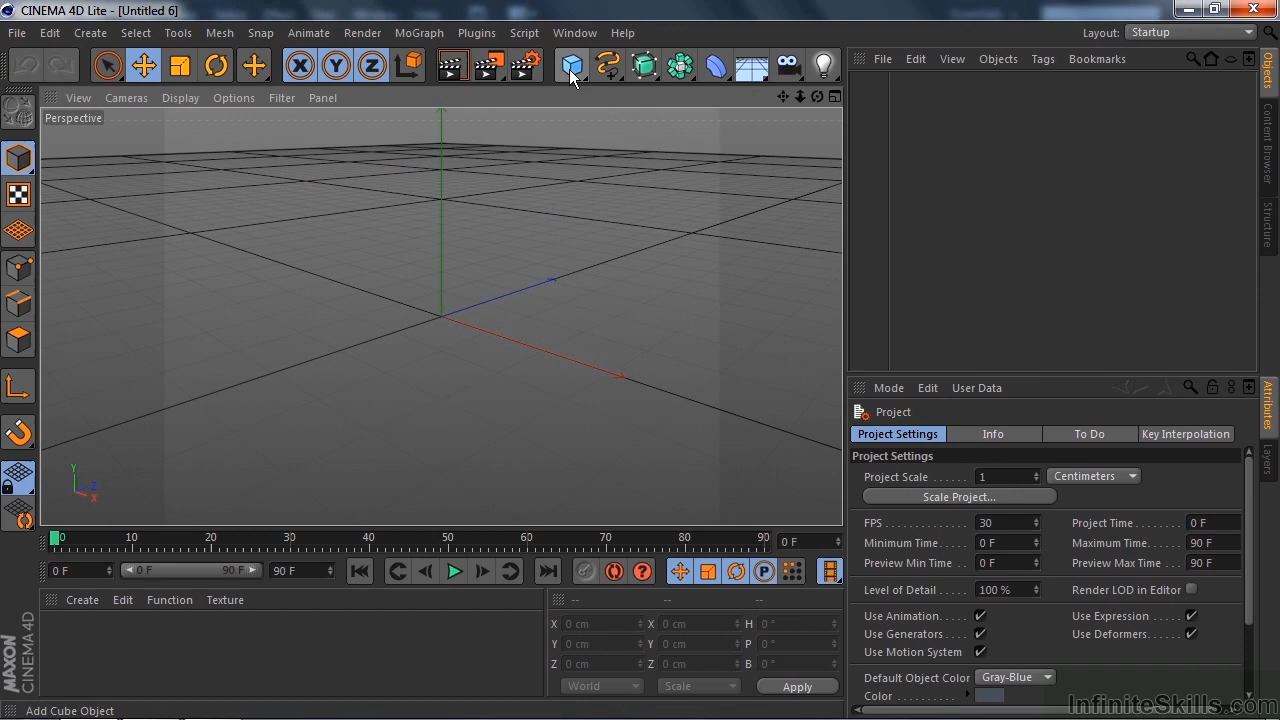 CINEMA 4D Lite - [Untitled 6]
File Edit Create Select Tools Mesh Snap Animate Render MoGraph Plugins Script Window Help Layout: Startup
X Y Z
File Edit View Objects Tags Bookmarks
View Cameras Display Options Filter Panel
Perspective
Objects
Content Browser
Structure
Y
Z
X
Mode Edit User Data
Project
Project Settings Info To Do Key Interpolation
Project Settings
Project Scale ...... 1 Centimeters
Scale Project...
FPS 30 Project Time 0 F
Minimum Time 0 F Maximum Time 90 F
Preview Min Time 0 F Preview Max Time 90 F
Level of Detail 100 % Render LOD in Editor
Use Animation Use Expression
Use Generators Use Deformers
Use Motion System
Default Object Color Gray-Blue
Color
Attributes
Layers
0 10 20 30 40 50 60 70 80 90 0 F
0 F 0 F 90 F 90 F
P
Create Edit Function Texture
-- -- --
X 0 cm X 0 cm H 0 °
Y 0 cm Y 0 cm P 0 °
Z 0 cm Z 0 cm B 0 °
World Scale Apply
MAXON CINEMA 4D
Add Cube Object
InfiniteSkills.com